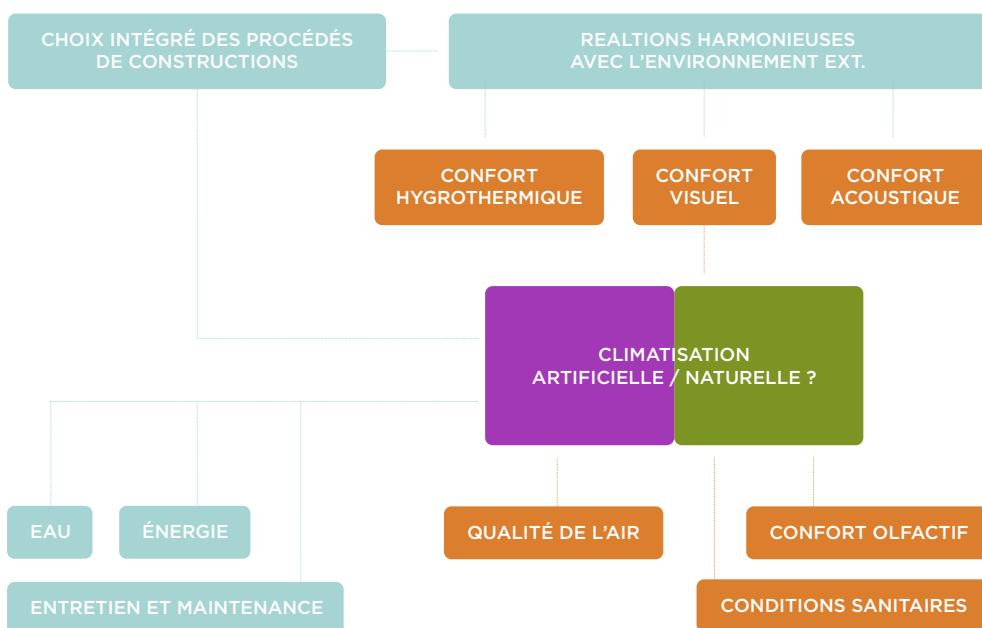 CHOIX INTÉGRÉ DES PROCÉDÉS
DE CONSTRUCTIONS
REALTIONS HARMONIEUSES
AVEC L'ENVIRONNEMENT EXT.
CONFORT
HYGROTHERMIQUE
CONFORT
VISUEL
CONFORT
ACOUSTIQUE
CLIMATISATION
ARTIFICIELLE / NATURELLE ?
EAU
ÉNERGIE
QUALITÉ DE L'AIR
CONFORT OLFACTIF
ENTRETIEN ET MAINTENANCE
CONDITIONS SANITAIRES